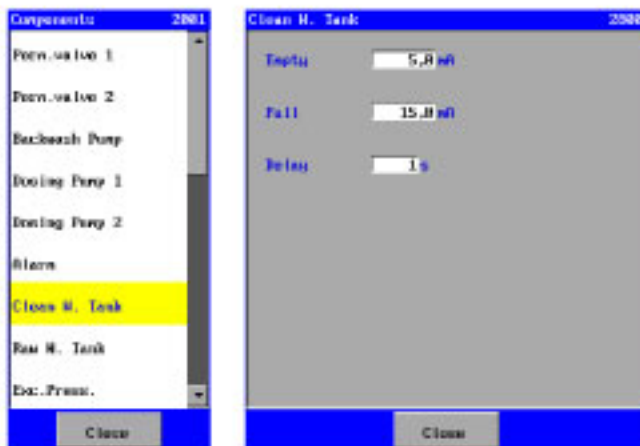 Components 2001
Perm.valve 1
Perm.valve 2
Backwash Pump
Dosing Pump 1
Dosing Pump 2
Alarm
Clean W. Tank
Raw W. Tank
Exc.Press.
Close
Clean W. Tank
Empty 5,0 mA
Full 15,0 mA
Delay 1 s
Close